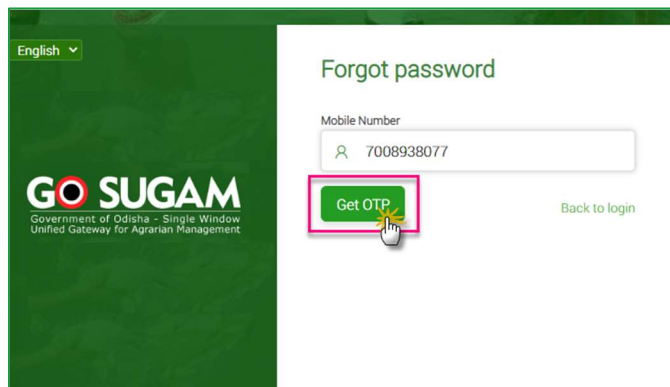 English
Forgot password
Mobile Number
7008938077
GO SUGAM
Government of Odisha - Single Window
Unified Gateway for Agrarian Management
Get OTP
Back to login